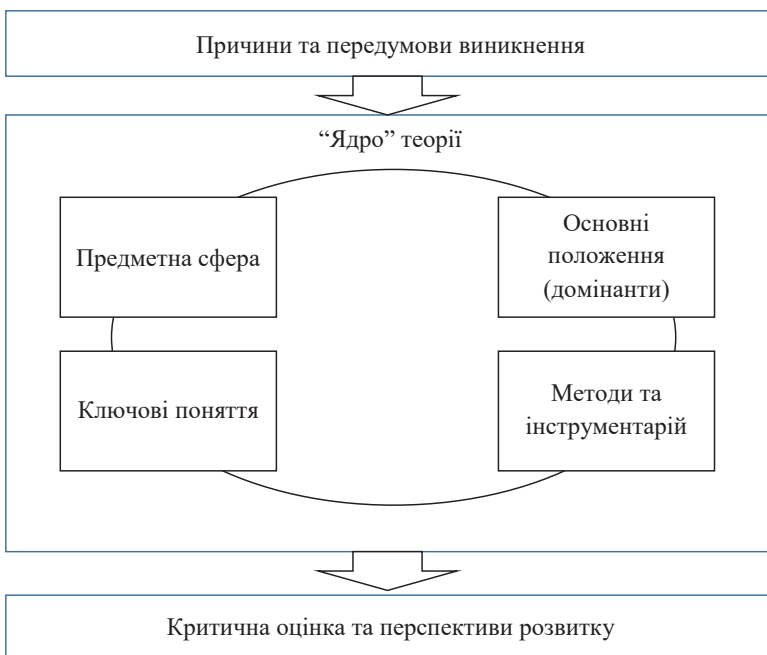 Причини та передумови виникнення
“Ядро” теорії
Предметна сфера
Основні
положення
(домінанти)
Ключові поняття
Методи та
інструментарій
Критична оцінка та перспективи розвитку